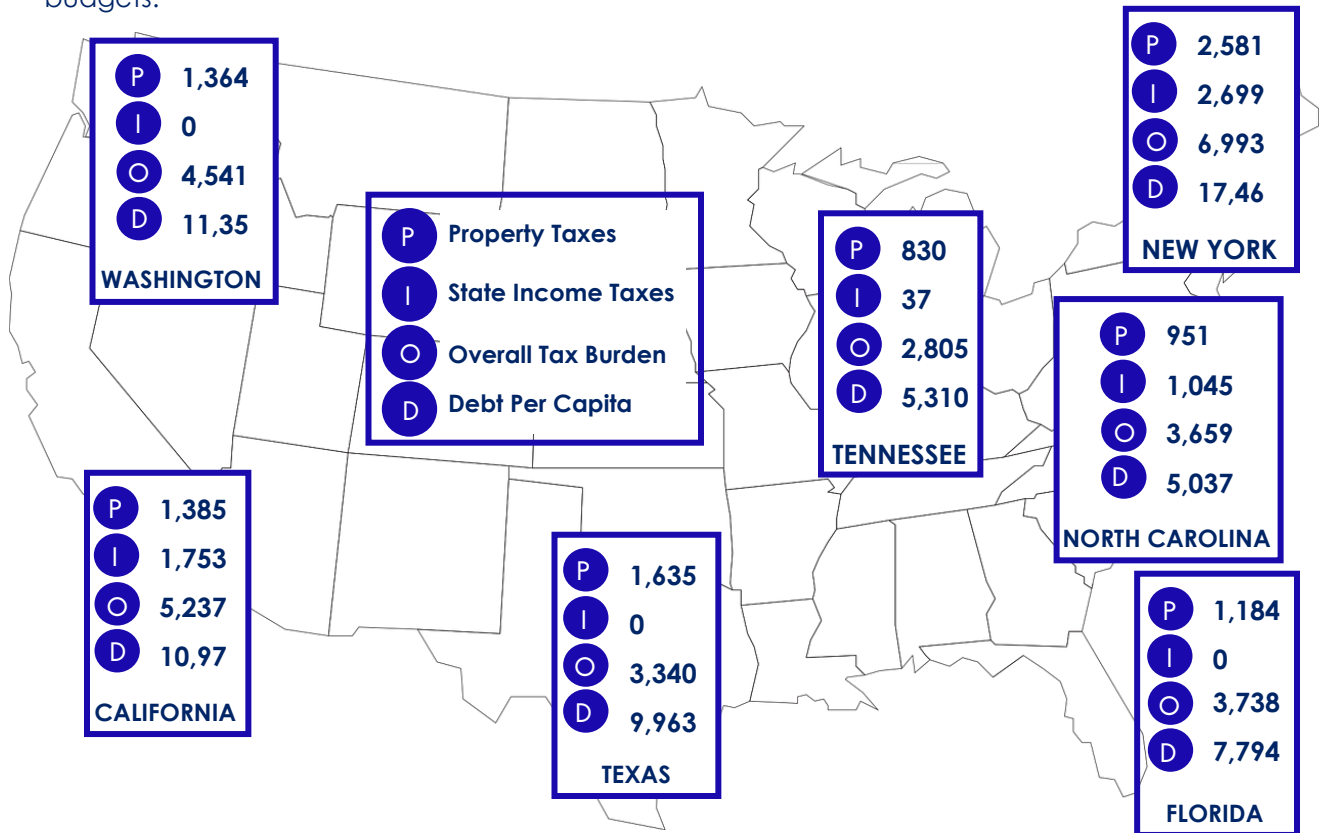 budgets.
P 1,364
I 0
O 4,541
D 11,35
WASHINGTON
P Property Taxes
I State Income Taxes
O Overall Tax Burden
D Debt Per Capita
P 830
I 37
O 2,805
D 5,310
TENNESSEE
P 2,581
I 2,699
O 6,993
D 17,46
NEW YORK
P 951
I 1,045
O 3,659
D 5,037
NORTH CAROLINA
P 1,385
I 1,753
O 5,237
D 10,97
CALIFORNIA
P 1,635
I 0
O 3,340
D 9,963
TEXAS
P 1,184
I 0
O 3,738
D 7,794
FLORIDA